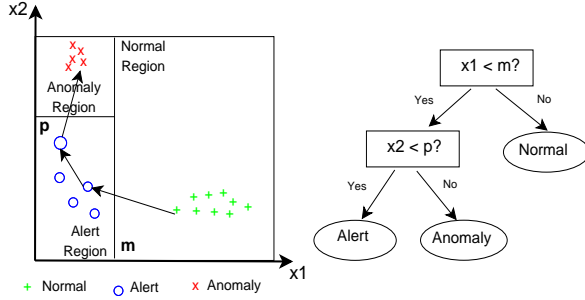 x2
Normal
Region
Anomaly
Region
p
Alert
Region
m
x1
Normal
Alert
Anomaly
x1 < m?
Yes
No
x2 < p?
Normal
Yes
No
Alert
Anomaly